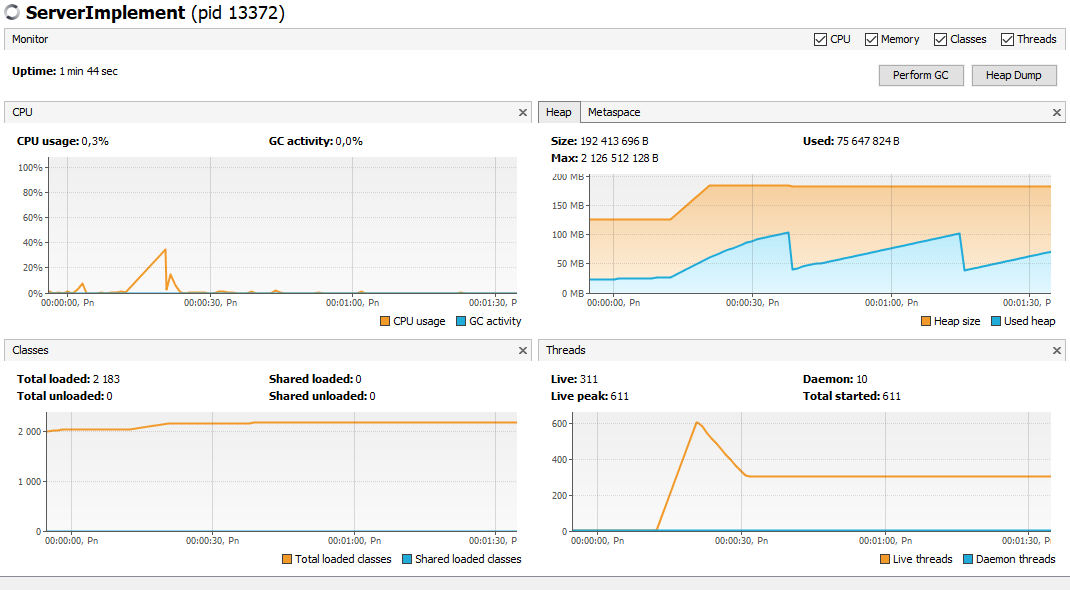 ServerImplement (pid 13372)
Monitor
CPU Memory Classes Threads
Uptime: 1 min 44 sec
Perform GC Heap Dump
CPU
CPU usage: 0,3% GC activity: 0,0%
100%
80%
60%
40%
20%
0%
00:00:00, Pn 00:00:30, Pn 00:01:00, Pn 00:01:30, P
CPU usage GC activity
Heap Metaspace
Size: 192 413 696 B Used: 75 647 824 B
Max: 2 126 512 128 B
200 MB
150 MB
100 MB
50 MB
0 MB
00:00:00, Pn 00:00:30, Pn 00:01:00, Pn 00:01:30, P
Heap size Used heap
Classes
Total loaded: 2 183 Shared loaded: 0
Total unloaded: 0 Shared unloaded: 0
2 000
1 000
0
00:00:00, Pn 00:00:30, Pn 00:01:00, Pn 00:01:30, P
Total loaded classes Shared loaded classes
Threads
Live: 311 Daemon: 10
Live peak: 611 Total started: 611
600
400
200
0
00:00:00, Pn 00:00:30, Pn 00:01:00, Pn 00:01:30, P
Live threads Daemon threads